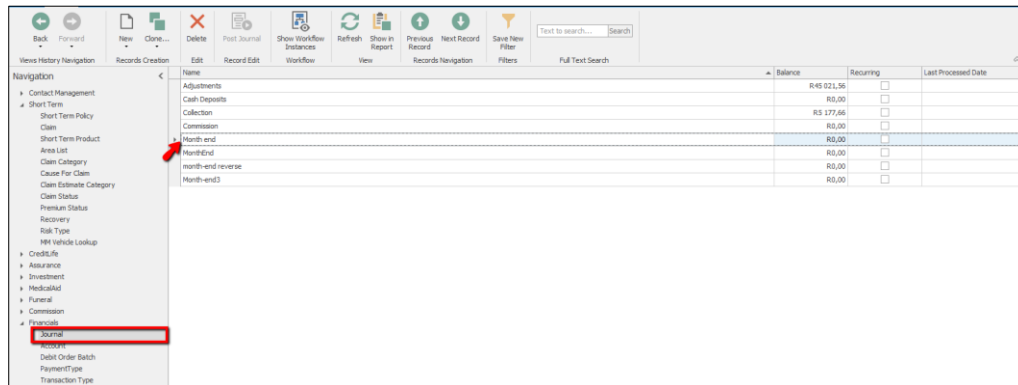 Back Forward New Clone... Delete Post Journal Show Workflow Instances Refresh Show in Report Previous Record Next Record Save New Filter Text to search... Search
Views History Navigation Records Creation Edit Record Edit Workflow View Records Navigation Filters Full Text Search
Navigation
Contact Management
Short Term
Short Term Policy
Claim
Short Term Product
Area List
Claim Category
Cause For Claim
Claim Estimate Category
Claim Status
Premium Status
Recovery
Risk Type
MM Vehicle Lookup
CreditLife
Assurance
Investment
MedicalAid
Funeral
Commission
Financials
Journal
Account
Debit Order Batch
PaymentType
Transaction Type
Name Balance Recurring Last Processed Date
Adjustments R45 021,56
Cash Deposits R0,00
Collection R5 177,66
Commission R0,00
Month end R0,00
MonthEnd R0,00
month-end reverse R0,00
Month-end3 R0,00